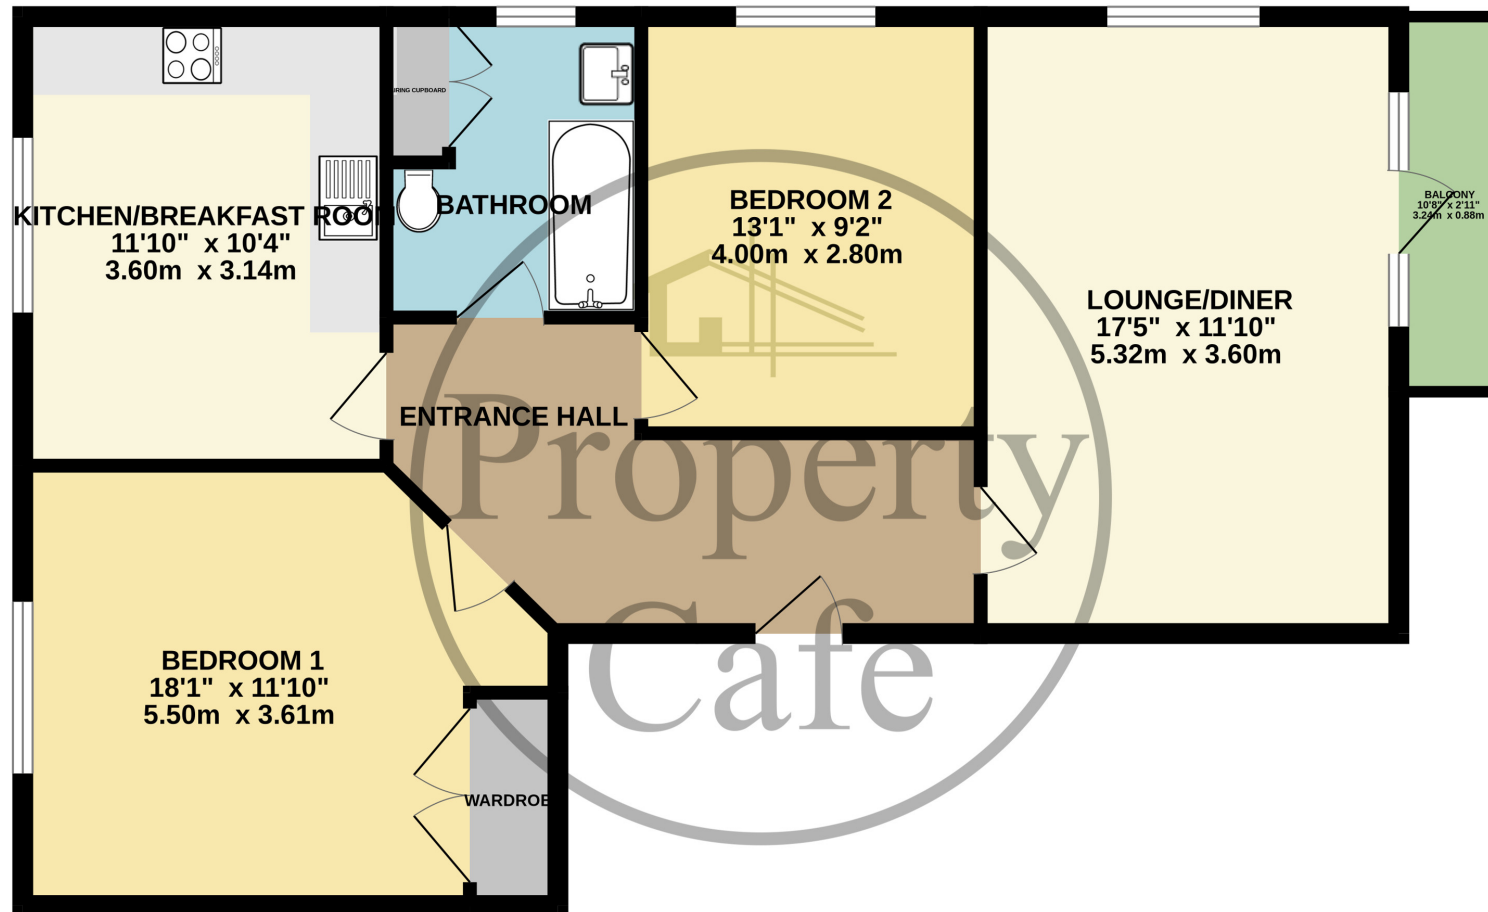 KITCHEN/BREAKFAST ROOM
11'10" x 10'4"
3.60m x 3.14m
IRING CUPBOARD
BATHROOM
BEDROOM 2
13'1" x 9'2"
4.00m x 2.80m
LOUNGE/DINER
17'5" x 11'10"
5.32m x 3.60m
BALCONY
10'8" x 2'11"
3.24m x 0.88m
ENTRANCE HALL
BEDROOM 1
18'1" x 11'10"
5.50m x 3.61m
WARDROBE
Property
Cafe